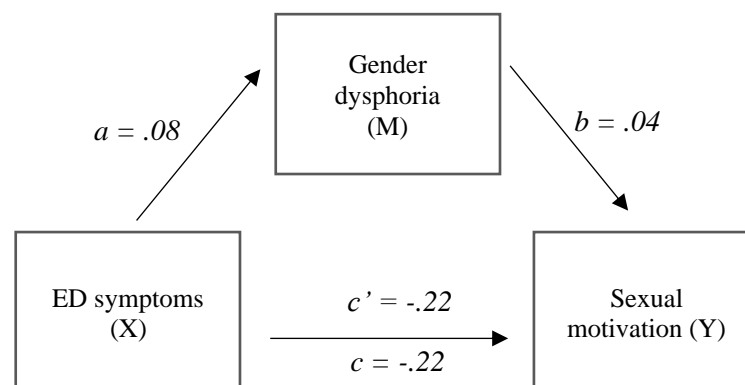 Gender
dysphoria
(M)
a = .08
b = .04
ED symptoms
(X)
c’ = -.22
c = -.22
Sexual
motivation (Y)